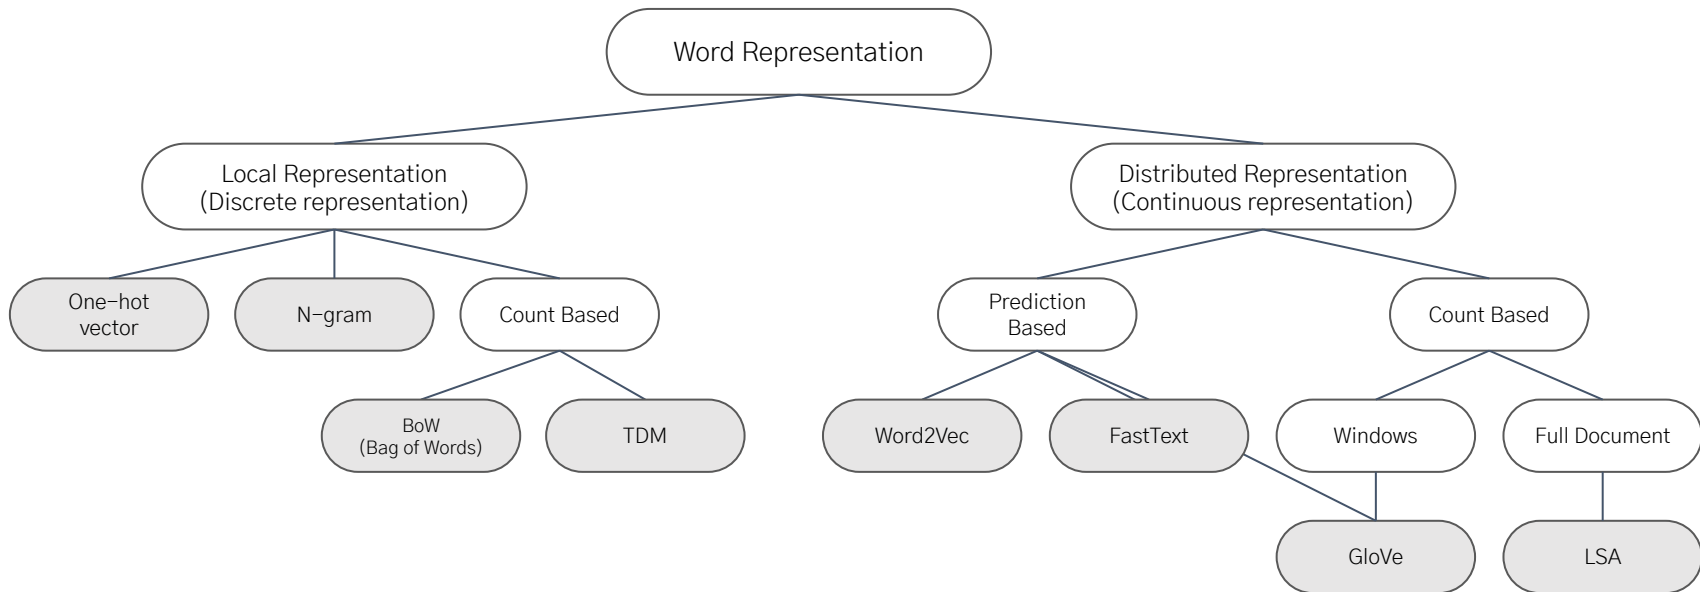 Word Representation
Local Representation
(Discrete representation)
Distributed Representation
(Continuous representation)
One-hot
vector
N-gram
Count Based
Prediction
Based
Count Based
BoW
(Bag of Words)
TDM
Word2Vec
FastText
Windows
Full Document
GloVe
LSA